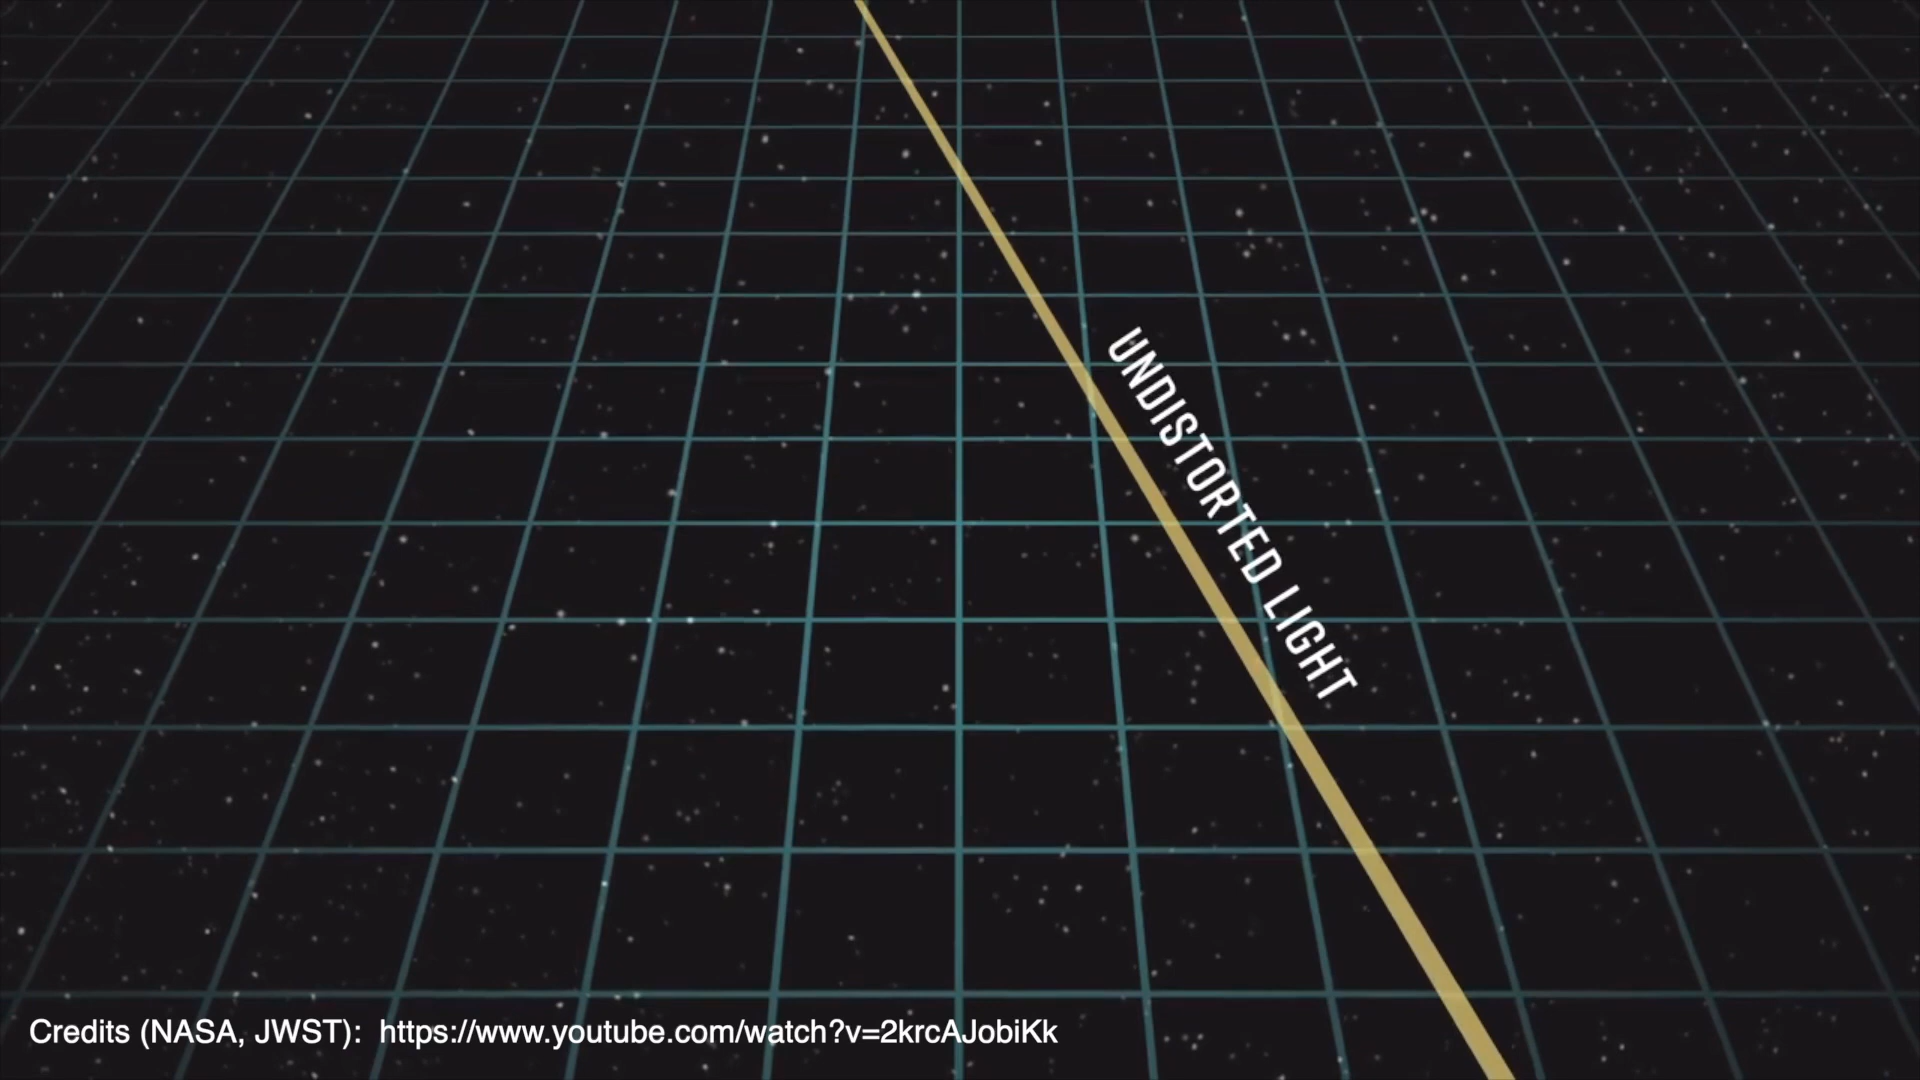 UNDISTORTED LIGHT
Credits (NASA, JWST): https://www.youtube.com/watch?v=2krcAJobiKk